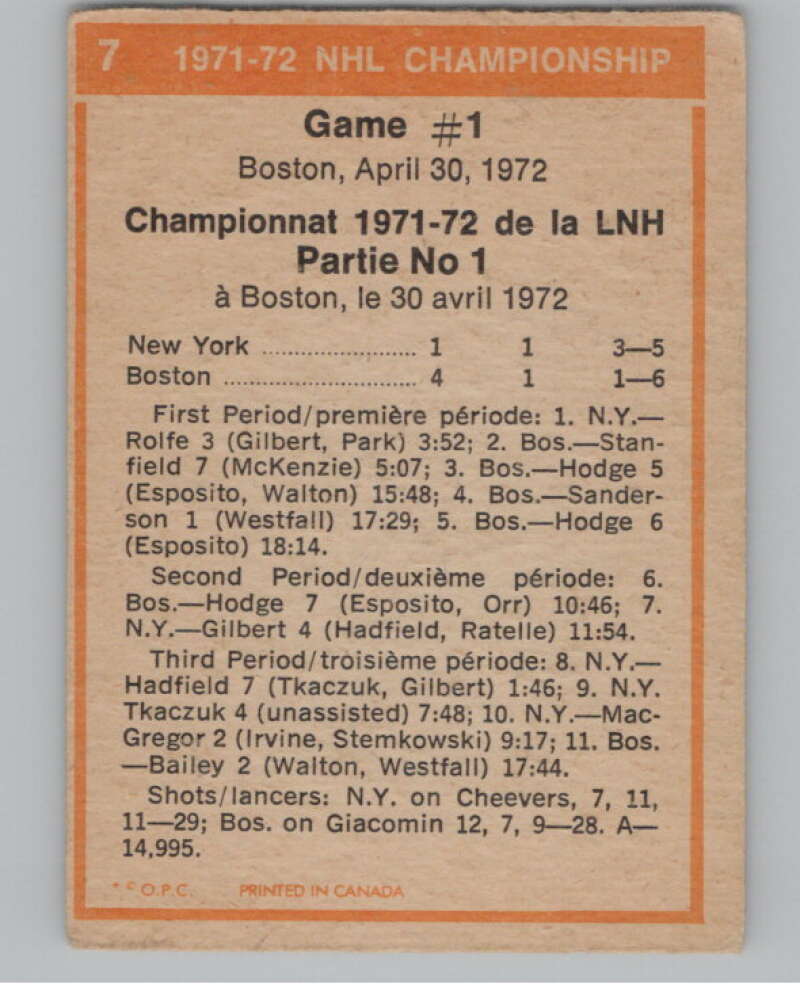 7 1971-72 NHL CHAMPIONSHIP
Game #1
Boston, April 30, 1972
Championnat 1971-72 de la LNH
Partie No 1
à Boston, le 30 avril 1972
New York ........................ 1 1 3—5
Boston .............................. 4 1 1—6
First Period/première période: 1. N.Y.—
Rolfe 3 (Gilbert, Park) 3:52; 2. Bos.—Stan-
field 7 (McKenzie) 5:07; 3. Bos.—Hodge 5
(Esposito, Walton) 15:48; 4. Bos.—Sander-
son 1 (Westfall) 17:29; 5. Bos.—Hodge 6
(Esposito) 18:14.
Second Period/deuxième période: 6.
Bos.—Hodge 7 (Esposito, Orr) 10:46; 7.
N.Y.—Gilbert 4 (Hadfield, Ratelle) 11:54.
Third Period/troisième période: 8. N.Y.—
Hadfield 7 (Tkaczuk, Gilbert) 1:46; 9. N.Y.
Tkaczuk 4 (unassisted) 7:48; 10. N.Y.—Mac-
Gregor 2 (Irvine, Stemkowski) 9:17; 11. Bos.
—Bailey 2 (Walton, Westfall) 17:44.
Shots/lancers: N.Y. on Cheevers, 7, 11,
11—29; Bos. on Giacomin 12, 7, 9—28. A—
14,995.
* © O.P.C. PRINTED IN CANADA